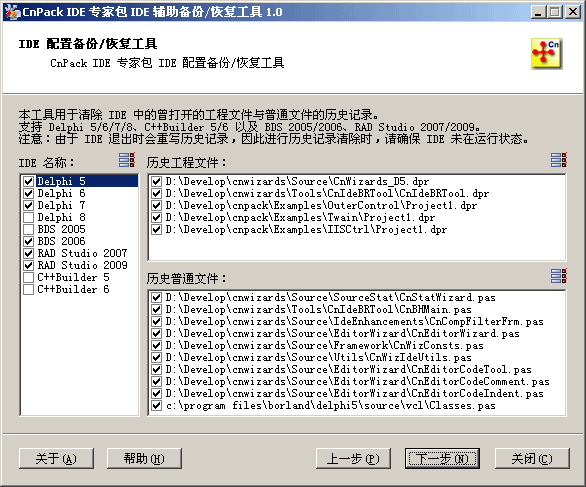 CnPack IDE 专家包 IDE 辅助备份/恢复工具 1.0
IDE 配置备份/恢复工具
CnPack IDE 专家包 IDE 配置备份/恢复工具
Cn
本工具用于清除 IDE 中的曾打开的工程文件与普通文件的历史记录。
支持 Delphi 5/6/7/8、C++Builder 5/6 以及 BDS 2005/2006、RAD Studio 2007/2009。
注意：由于 IDE 退出时会重写历史记录，因此进行历史记录清除时，请确保 IDE 未在运行状态。
IDE 名称：
Delphi 5
Delphi 6
Delphi 7
Delphi 8
BDS 2005
BDS 2006
RAD Studio 2007
RAD Studio 2009
C++Builder 5
C++Builder 6
历史工程文件：
D:\Develop\cnwizards\Source\CnWizards_D5.dpr
D:\Develop\cnwizards\Tools\CnIdeBRTool\CnIdeBRTool.dpr
D:\Develop\cnpack\Examples\OuterControl\Project1.dpr
D:\Develop\cnpack\Examples\Twain\Project1.dpr
D:\Develop\cnpack\Examples\IISCtrl\Project1.dpr
历史普通文件：
D:\Develop\cnwizards\Source\SourceStat\CnStatWizard.pas
D:\Develop\cnwizards\Tools\CnIdeBRTool\CnBHMain.pas
D:\Develop\cnwizards\Source\IdeEnhancements\CnCompFilterFrm.pas
D:\Develop\cnwizards\Source\EditorWizard\CnEditorWizard.pas
D:\Develop\cnwizards\Source\Framework\CnWizConsts.pas
D:\Develop\cnwizards\Source\Utils\CnWizIdeUtils.pas
D:\Develop\cnwizards\Source\EditorWizard\CnEditorCodeTool.pas
D:\Develop\cnwizards\Source\EditorWizard\CnEditorCodeComment.pas
D:\Develop\cnwizards\Source\EditorWizard\CnEditorCodeIndent.pas
c:\program files\borland\delphi5\source\vcl\Classes.pas
关于(A)
帮助(H)
上一步(P)
下一步(N)
关闭(C)